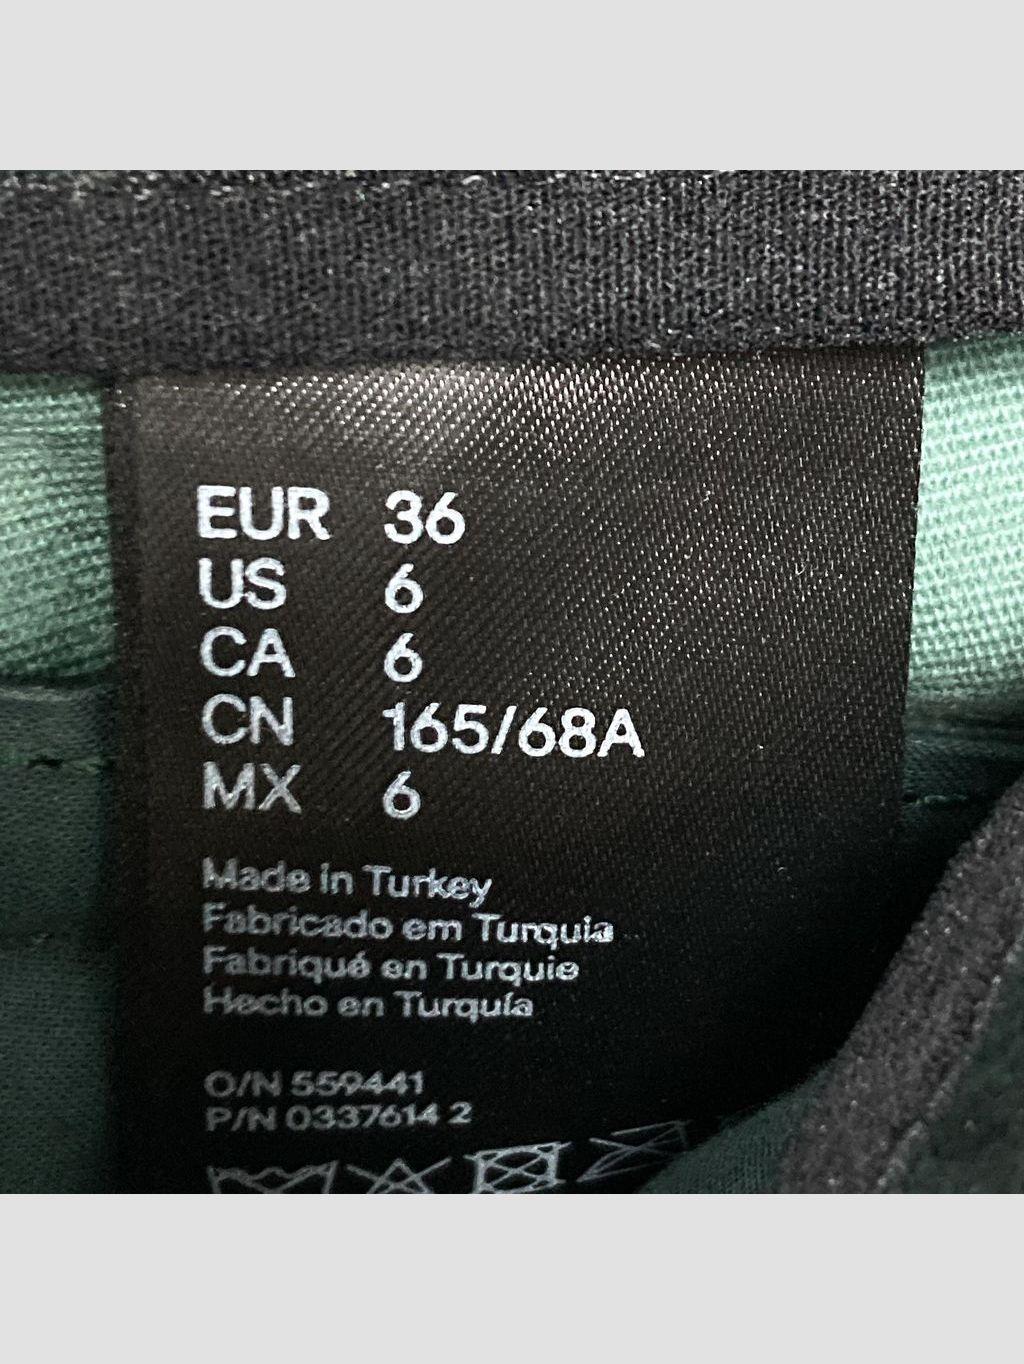 EUR 36
US 6
CA 6
CN 165/68A
MX 6
Made in Turkey
Fabricado em Turquia
Fabriqué en Turquie
Hecho en Turquía
O/N 559441
P/N 0337614 2